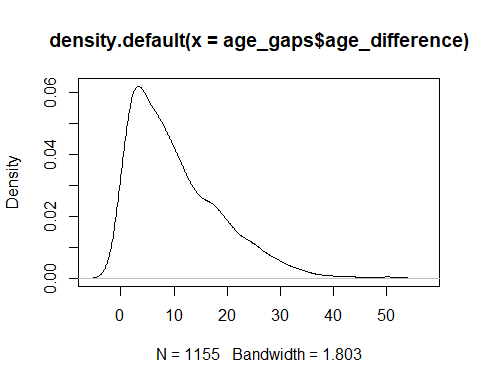 density.default(x = age_gaps$age_difference)
Density
0.06
0.04
0.02
0.00
0 10 20 30 40 50
N = 1155 Bandwidth = 1.803